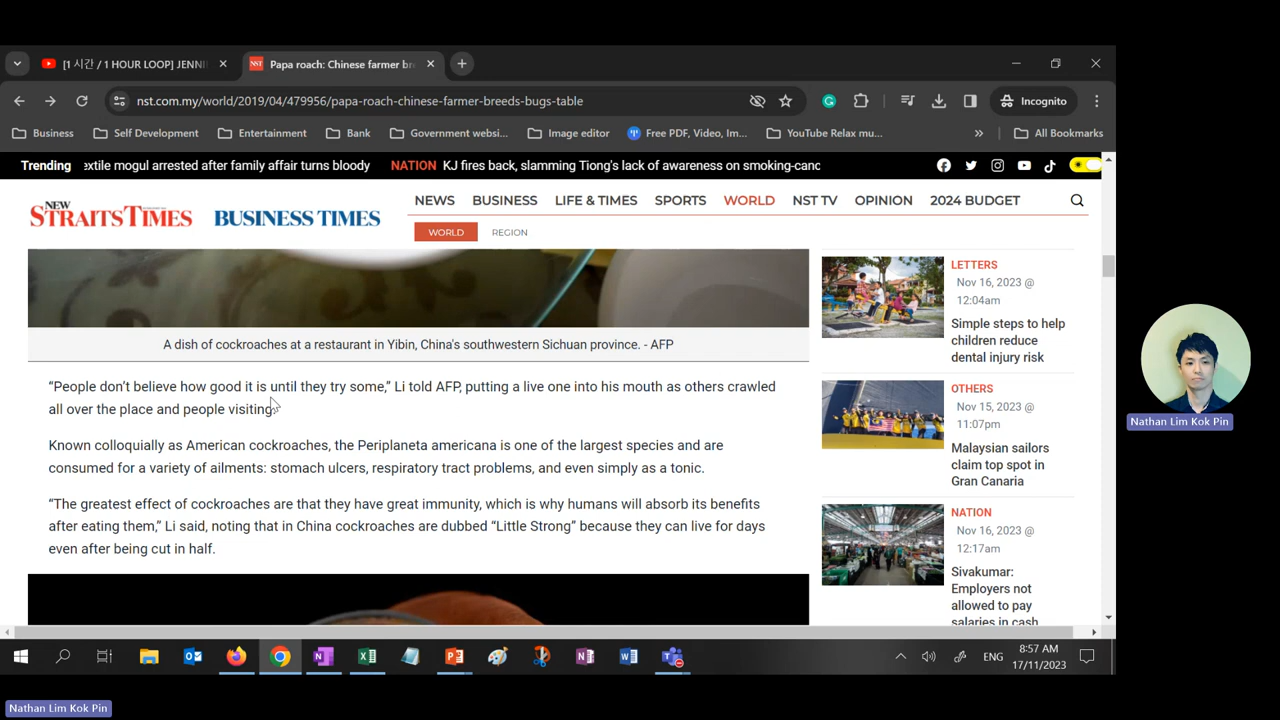 [1 시간 / 1 HOUR LOOP] JENNI
Papa roach: Chinese farmer br
nst.com.my/world/2019/04/479956/papa-roach-chinese-farmer-breeds-bugs-table
Incognito
Business Self Development Entertainment Bank Government websi... Image editor Free PDF, Video, Im... YouTube Relax mu... » All Bookmarks
Trending extile mogul arrested after family affair turns bloody NATION KJ fires back, slamming Tiong's lack of awareness on smoking-canc
NEW STRAITS TIMES BUSINESS TIMES
NEWS BUSINESS LIFE & TIMES SPORTS WORLD NST TV OPINION 2024 BUDGET
WORLD REGION
A dish of cockroaches at a restaurant in Yibin, China's southwestern Sichuan province. - AFP
“People don’t believe how good it is until they try some,” Li told AFP, putting a live one into his mouth as others crawled
all over the place and people visiting.
Known colloquially as American cockroaches, the Periplaneta americana is one of the largest species and are
consumed for a variety of ailments: stomach ulcers, respiratory tract problems, and even simply as a tonic.
“The greatest effect of cockroaches are that they have great immunity, which is why humans will absorb its benefits
after eating them,” Li said, noting that in China cockroaches are dubbed “Little Strong” because they can live for days
even after being cut in half.
LETTERS
Nov 16, 2023 @
12:04am
Simple steps to help
children reduce
dental injury risk
OTHERS
Nov 15, 2023 @
11:07pm
Malaysian sailors
claim top spot in
Gran Canaria
NATION
Nov 16, 2023 @
12:17am
Sivakumar:
Employers not
allowed to pay
salaries in cash
Nathan Lim Kok Pin
ENG
8:57 AM
17/11/2023
Nathan Lim Kok Pin